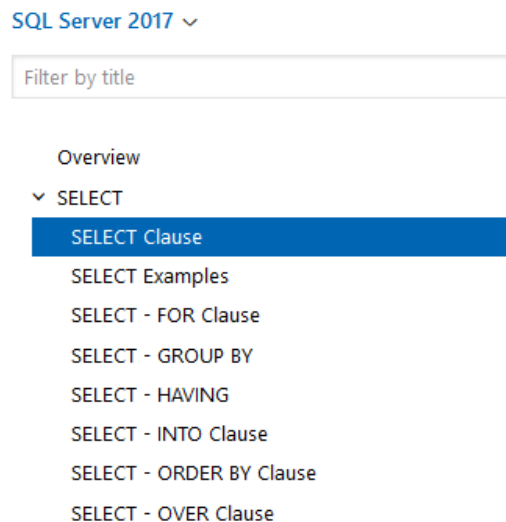 SQL Server 2017
Filter by title
Overview
SELECT
SELECT Clause
SELECT Examples
SELECT - FOR Clause
SELECT - GROUP BY
SELECT - HAVING
SELECT - INTO Clause
SELECT - ORDER BY Clause
SELECT - OVER Clause